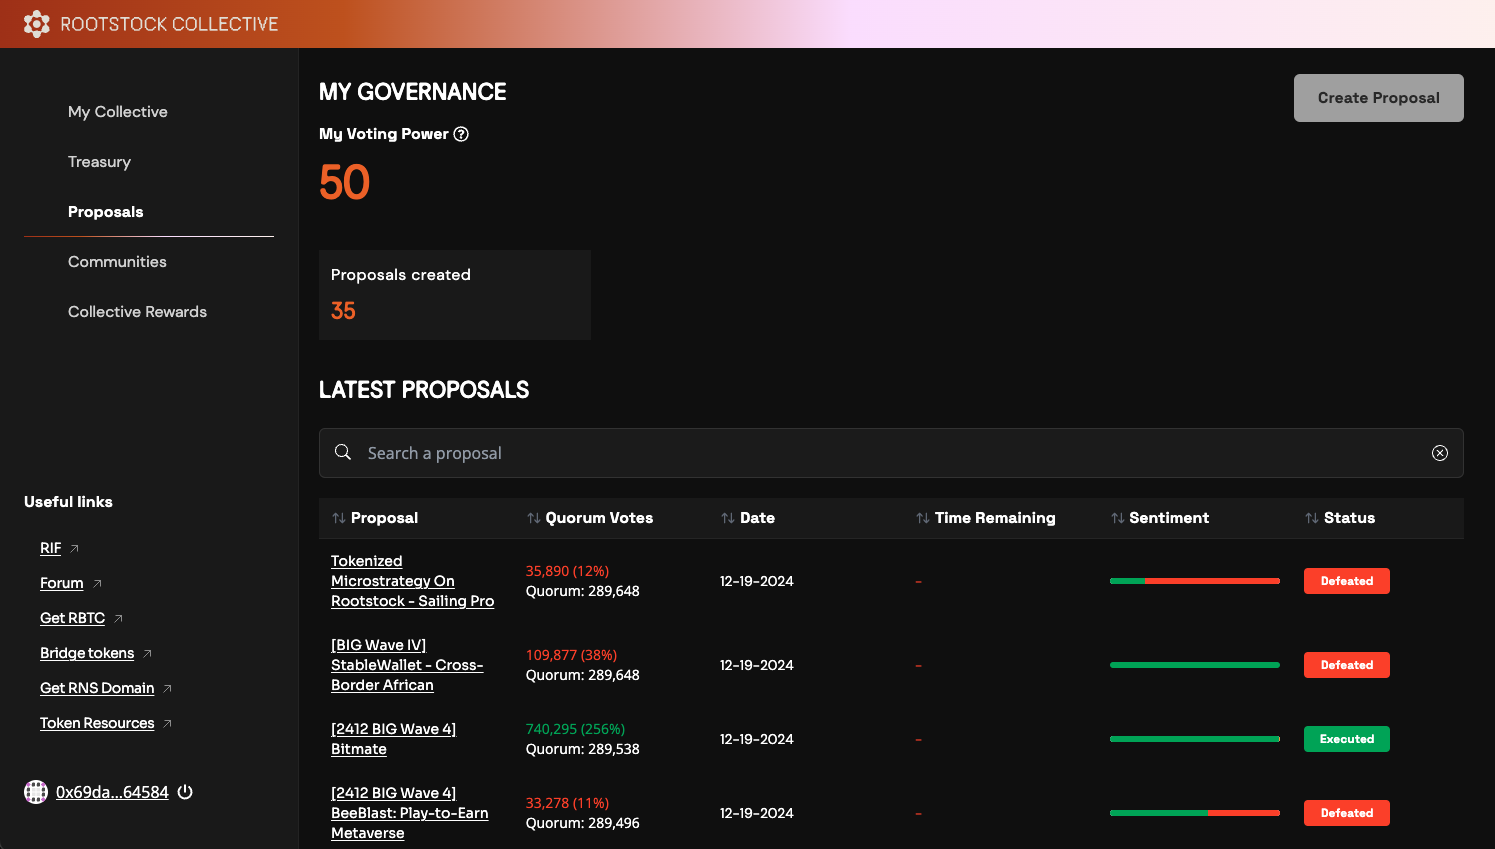 ROOTSTOCK COLLECTIVE
My Collective
Treasury
Proposals
Communities
Collective Rewards
Useful links
RIF
Forum
Get RBTC
Bridge tokens
Get RNS Domain
Token Resources
0x69da...64584
MY GOVERNANCE
Create Proposal
My Voting Power
50
Proposals created
35
LATEST PROPOSALS
Search a proposal
Proposal Quorum Votes Date Time Remaining Sentiment Status
Tokenized
Microstrategy On
Rootstock - Sailing Pro
35,890 (12%)
Quorum: 289,648
12-19-2024
-
Defeated
[BIG Wave IV]
StableWallet - Cross-
Border African
109,877 (38%)
Quorum: 289,648
12-19-2024
-
Defeated
[2412 BIG Wave 4]
Bitmate
740,295 (256%)
Quorum: 289,538
12-19-2024
-
Executed
[2412 BIG Wave 4]
BeeBlast: Play-to-Earn
Metaverse
33,278 (11%)
Quorum: 289,496
12-19-2024
-
Defeated